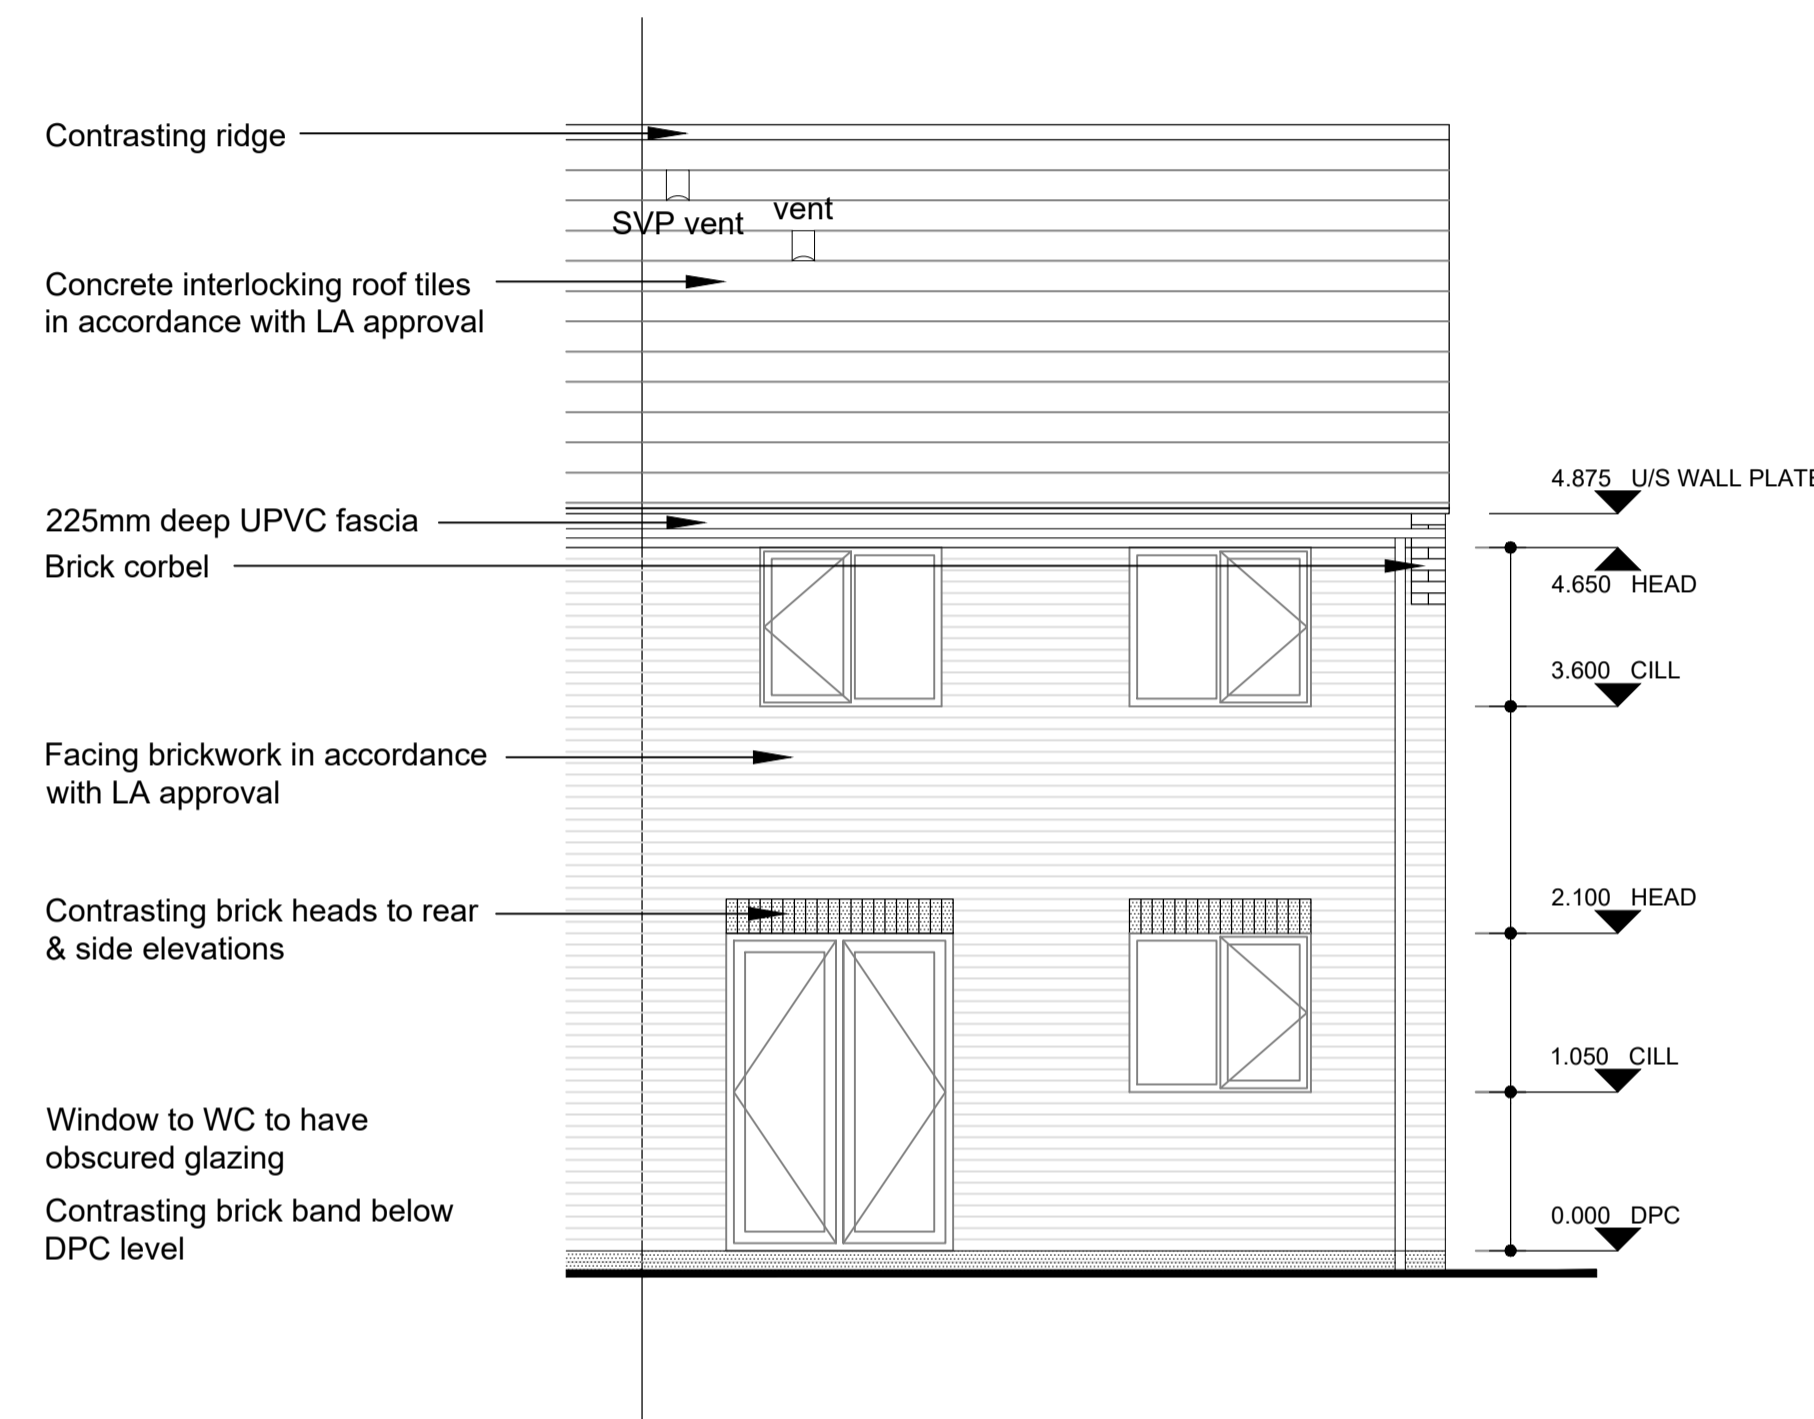 Contrasting ridge
SVP vent
vent
Concrete interlocking roof tiles
in accordance with LA approval
4.875 U/S WALL PLATE
225mm deep UPVC fascia
Brick corbel
4.650 HEAD
3.600 CILL
Facing brickwork in accordance
with LA approval
2.100 HEAD
Contrasting brick heads to rear
& side elevations
1.050 CILL
Window to WC to have
obscured glazing
Contrasting brick band below
DPC level
0.000 DPC